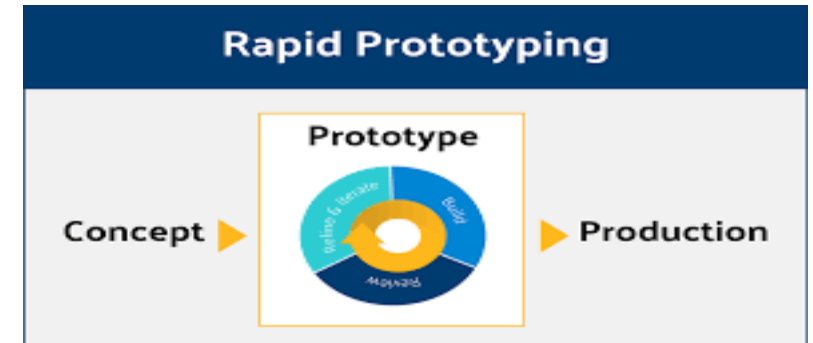 Rapid Prototyping
Prototype
Concept
Refine & Iterate
Build
Review
Production